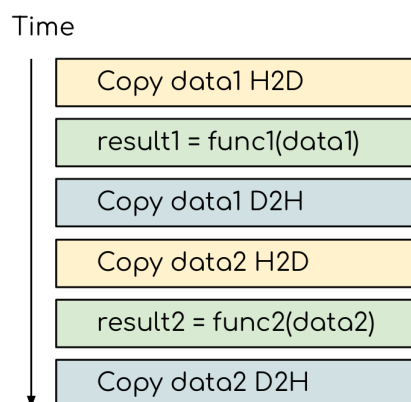 Time
Copy data1 H2D
result1 = func1(data1)
Copy data1 D2H
Copy data2 H2D
result2 = func2(data2)
Copy data2 D2H